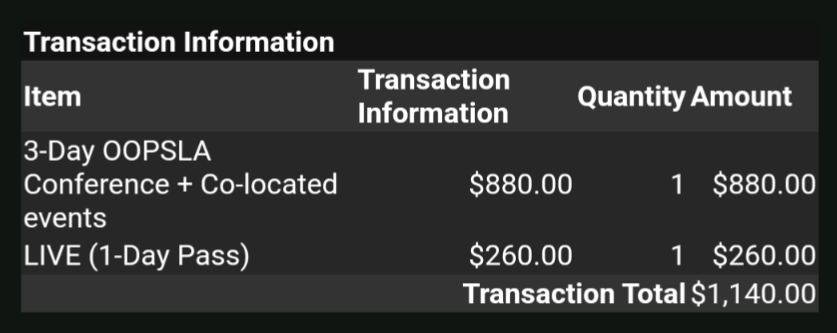 Transaction Information
Item Transaction Information Quantity Amount
3-Day OOPSLA
Conference + Co-located $880.00 1 $880.00
events
LIVE (1-Day Pass) $260.00 1 $260.00
Transaction Total $1,140.00